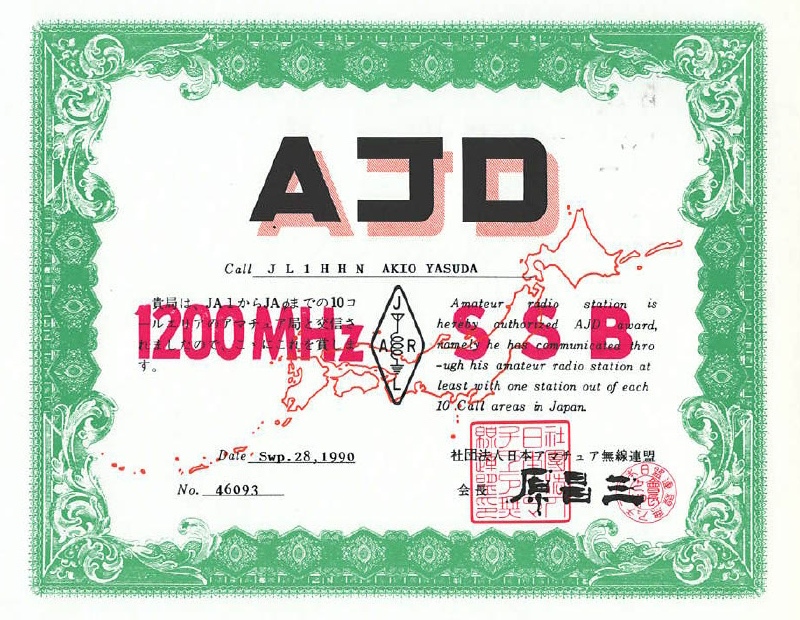 AJD
Call JL1HHN AKIO YASUDA
貴局は、JA1からJAφまでの10コ
ールエリアのアマチュア局と交信さ
れましたので、ここにこれを賞しま
す。
1200MHz
J
A R
L
SSB
Amateur radio station is
hereby authorized AJD award,
namely he has communicated thro
-ugh his amateur radio station at
least with one station out of each
10 Call areas in Japan.
Date Swp.28,1990
No. 46093
社団法人日本アマチュア無線連盟
会長 原昌三